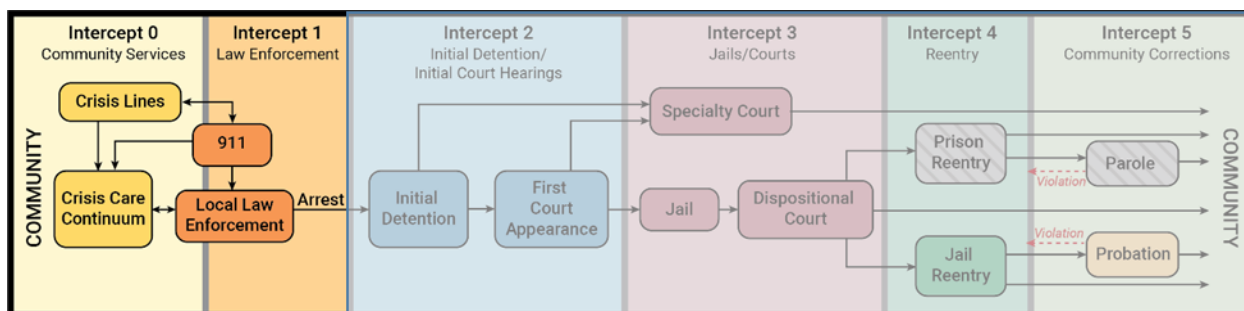 Intercept 0
Community Services
Intercept 1
Law Enforcement
Intercept 2
Initial Detention/
Initial Court Hearings
Intercept 3
Jails/Courts
Intercept 4
Reentry
Intercept 5
Community Corrections
COMMUNITY
Crisis Lines
911
Crisis Care
Continuum
Local Law
Enforcement
Arrest
Initial
Detention
First
Court
Appearance
Specialty Court
Jail
Dispositional
Court
Prison
Reentry
Violation
Parole
Jail
Reentry
Violation
Probation
COMMUNITY